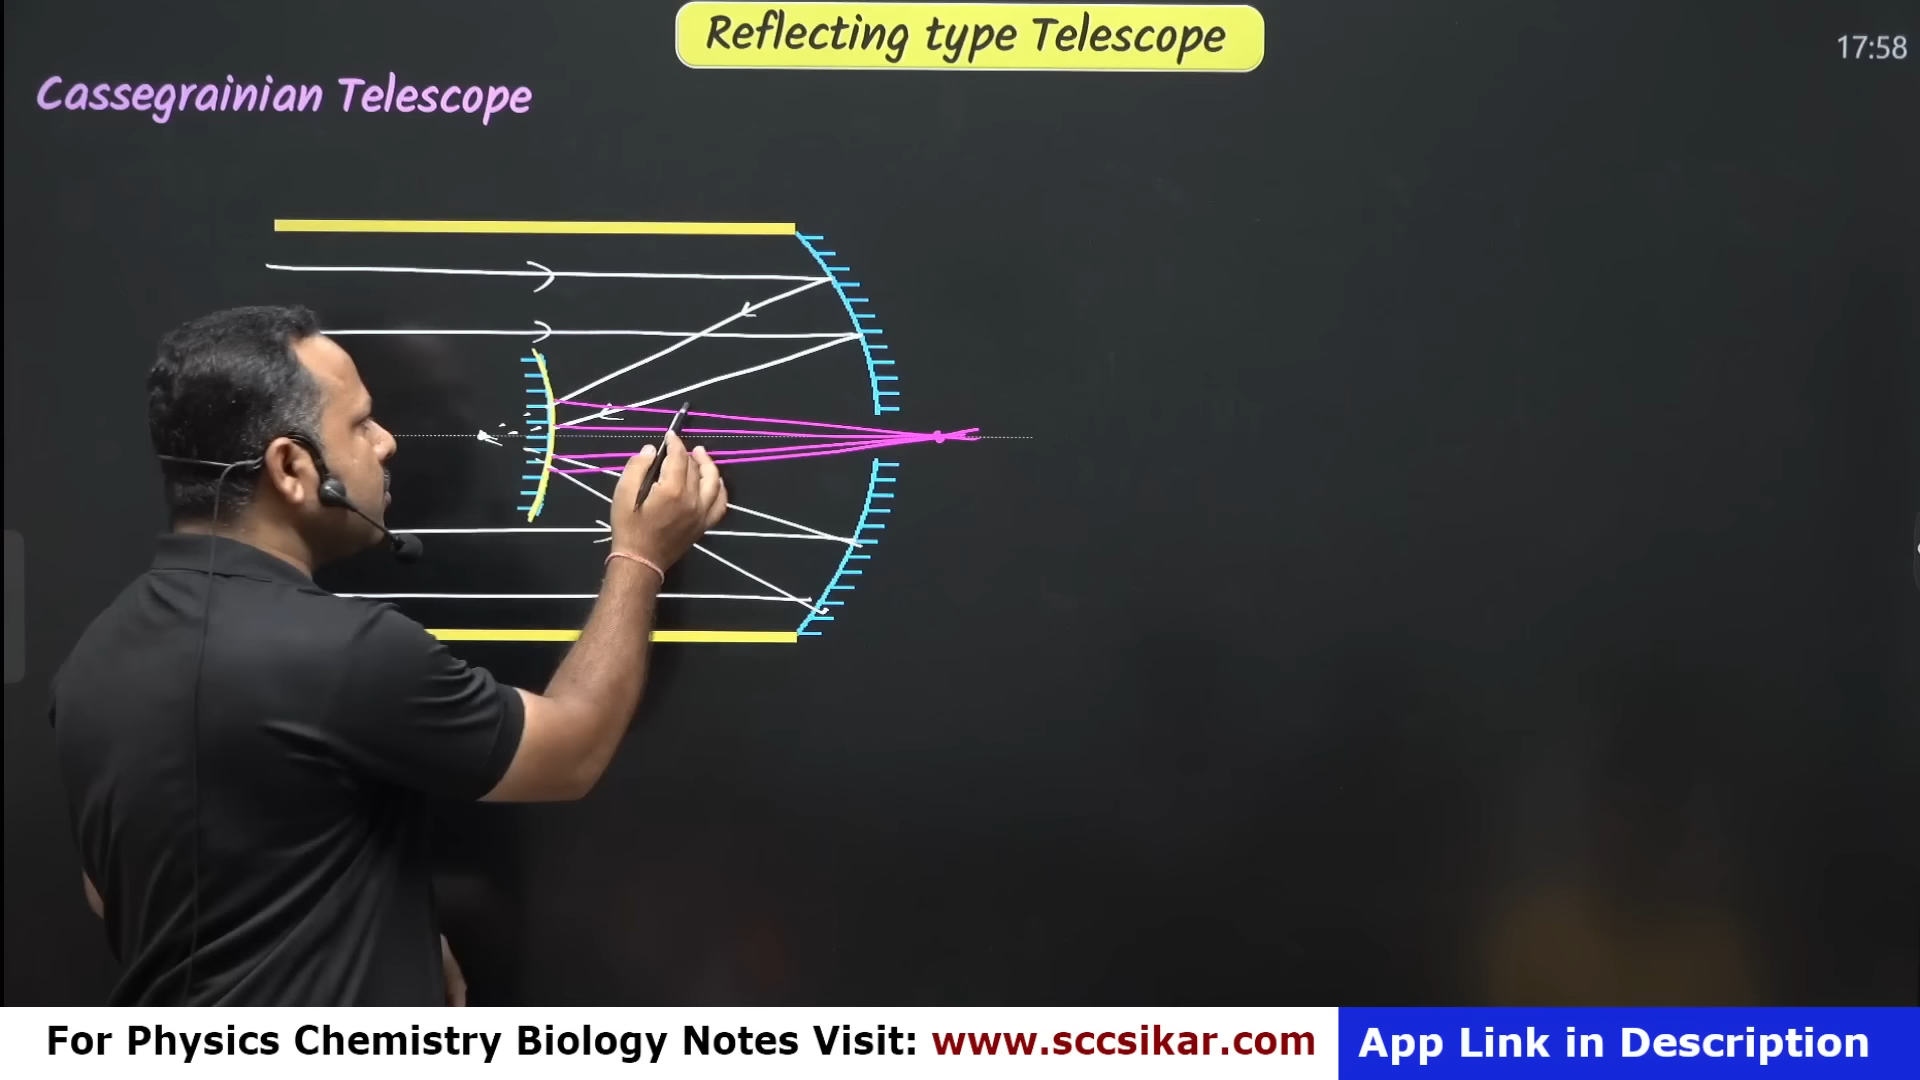 Reflecting type Telescope
17:58
Cassegrainian Telescope
For Physics Chemistry Biology Notes Visit: www.sccsikar.com
App Link in Description